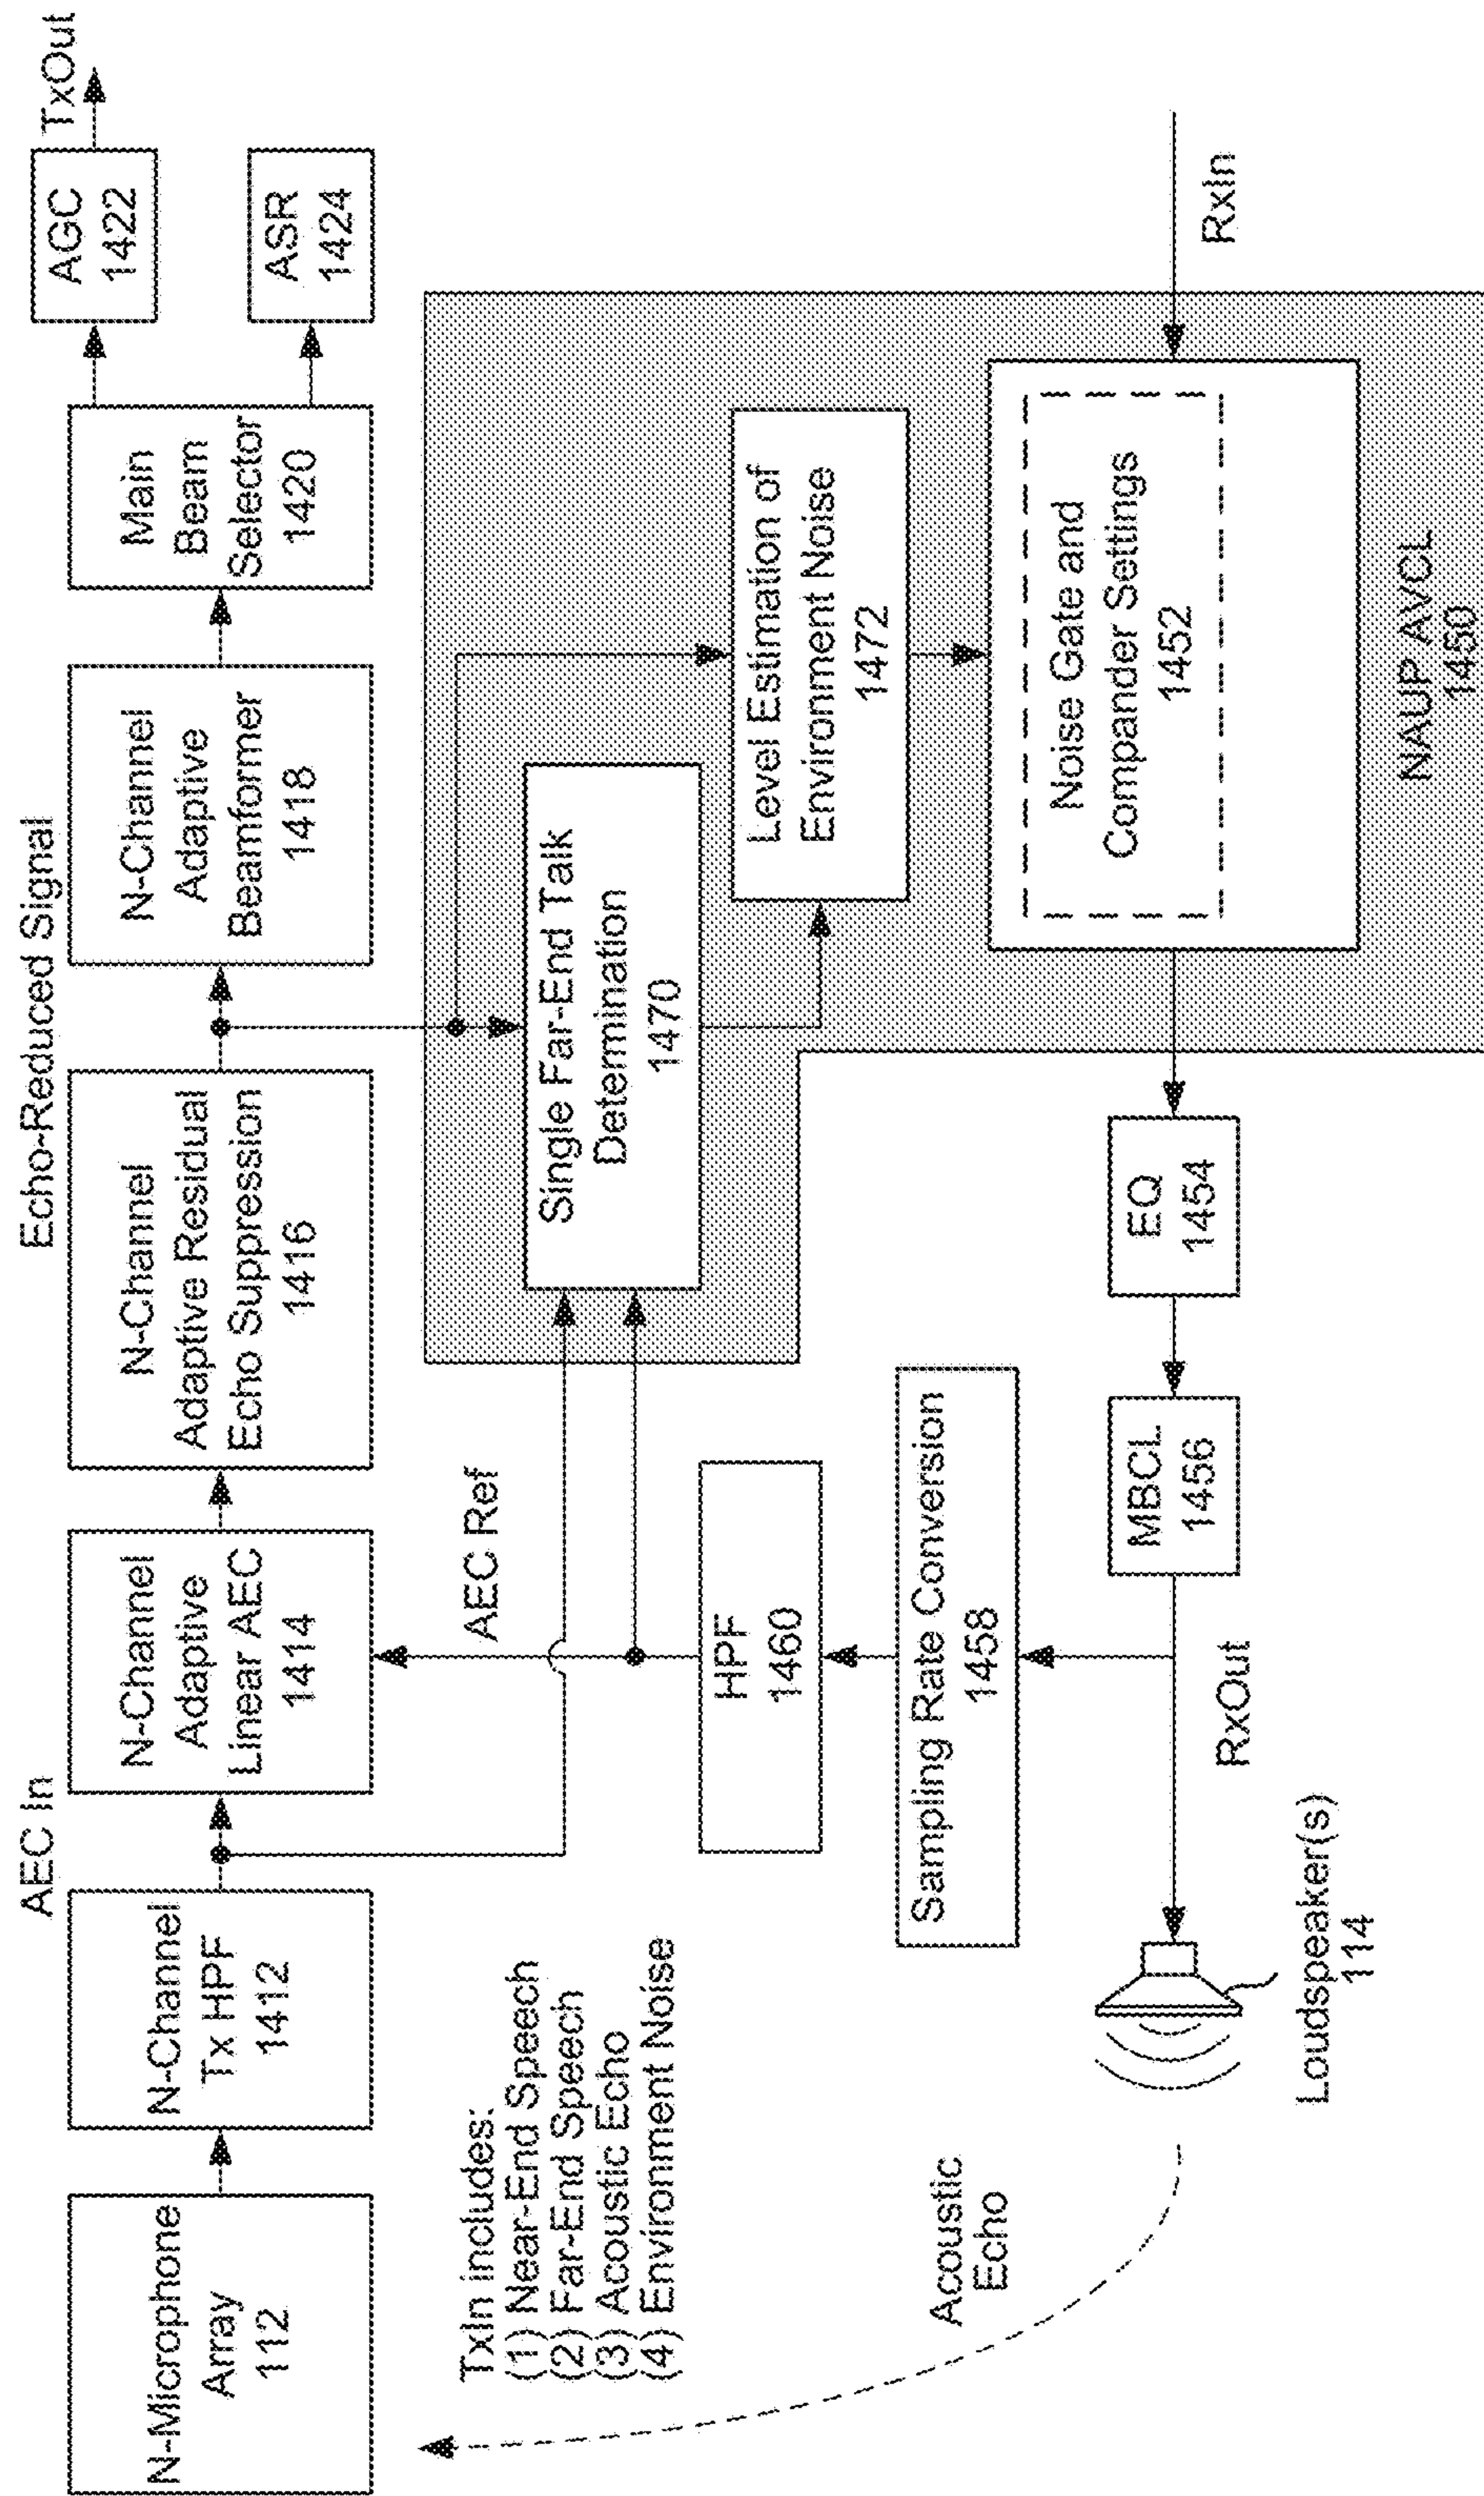 AEC In
Echo-Reduced Signal
TxOut
N-Microphone
Array
112
N-Channel
Tx HPF
1412
N-Channel
Adaptive
Linear AEC
1414
N-Channel
Adaptive Residual
Echo Suppression
1416
N-Channel
Adaptive
Beamformer
1418
Main
Beam
Selector
1420
AGC
1422
ASR
1424
TxIn includes:
(1) Near-End Speech
(2) Far-End Speech
(3) Acoustic Echo
(4) Environment Noise
AEC Ref
Single Far-End Talk
Determination
1470
Level Estimation of
Environment Noise
1472
HPF
1460
Sampling Rate Conversion
1458
Acoustic
Echo
Loudspeaker(s)
114
RxOut
MBCL
1456
EQ
1454
Noise Gate and
Compander Settings
1452
NAUP AVCL
1450
RxIn